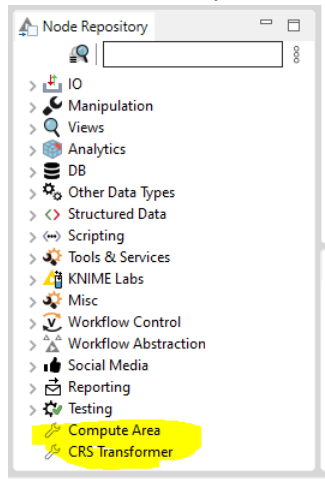 Node Repository
IO
Manipulation
Views
Analytics
DB
Other Data Types
Structured Data
Scripting
Tools & Services
KNIME Labs
Misc
Workflow Control
Workflow Abstraction
Social Media
Reporting
Testing
Compute Area
CRS Transformer